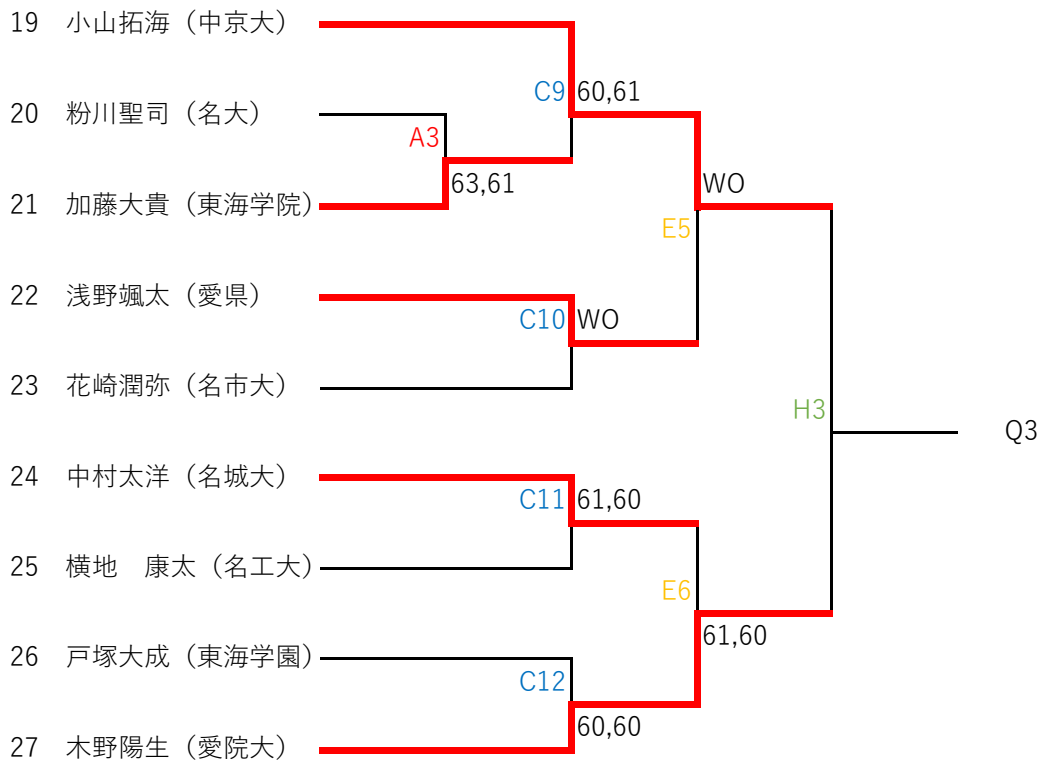 19 小山拓海（中京大）
C9 60,61
20 粉川聖司（名大）
A3
63,61
WO
21 加藤大貴（東海学院）
E5
22 浅野颯太（愛県）
C10 WO
23 花崎潤弥（名市大）
H3
Q3
24 中村太洋（名城大）
C11 61,60
25 横地　康太（名工大）
E6
61,60
26 戸塚大成（東海学園）
C12
60,60
27 木野陽生（愛院大）